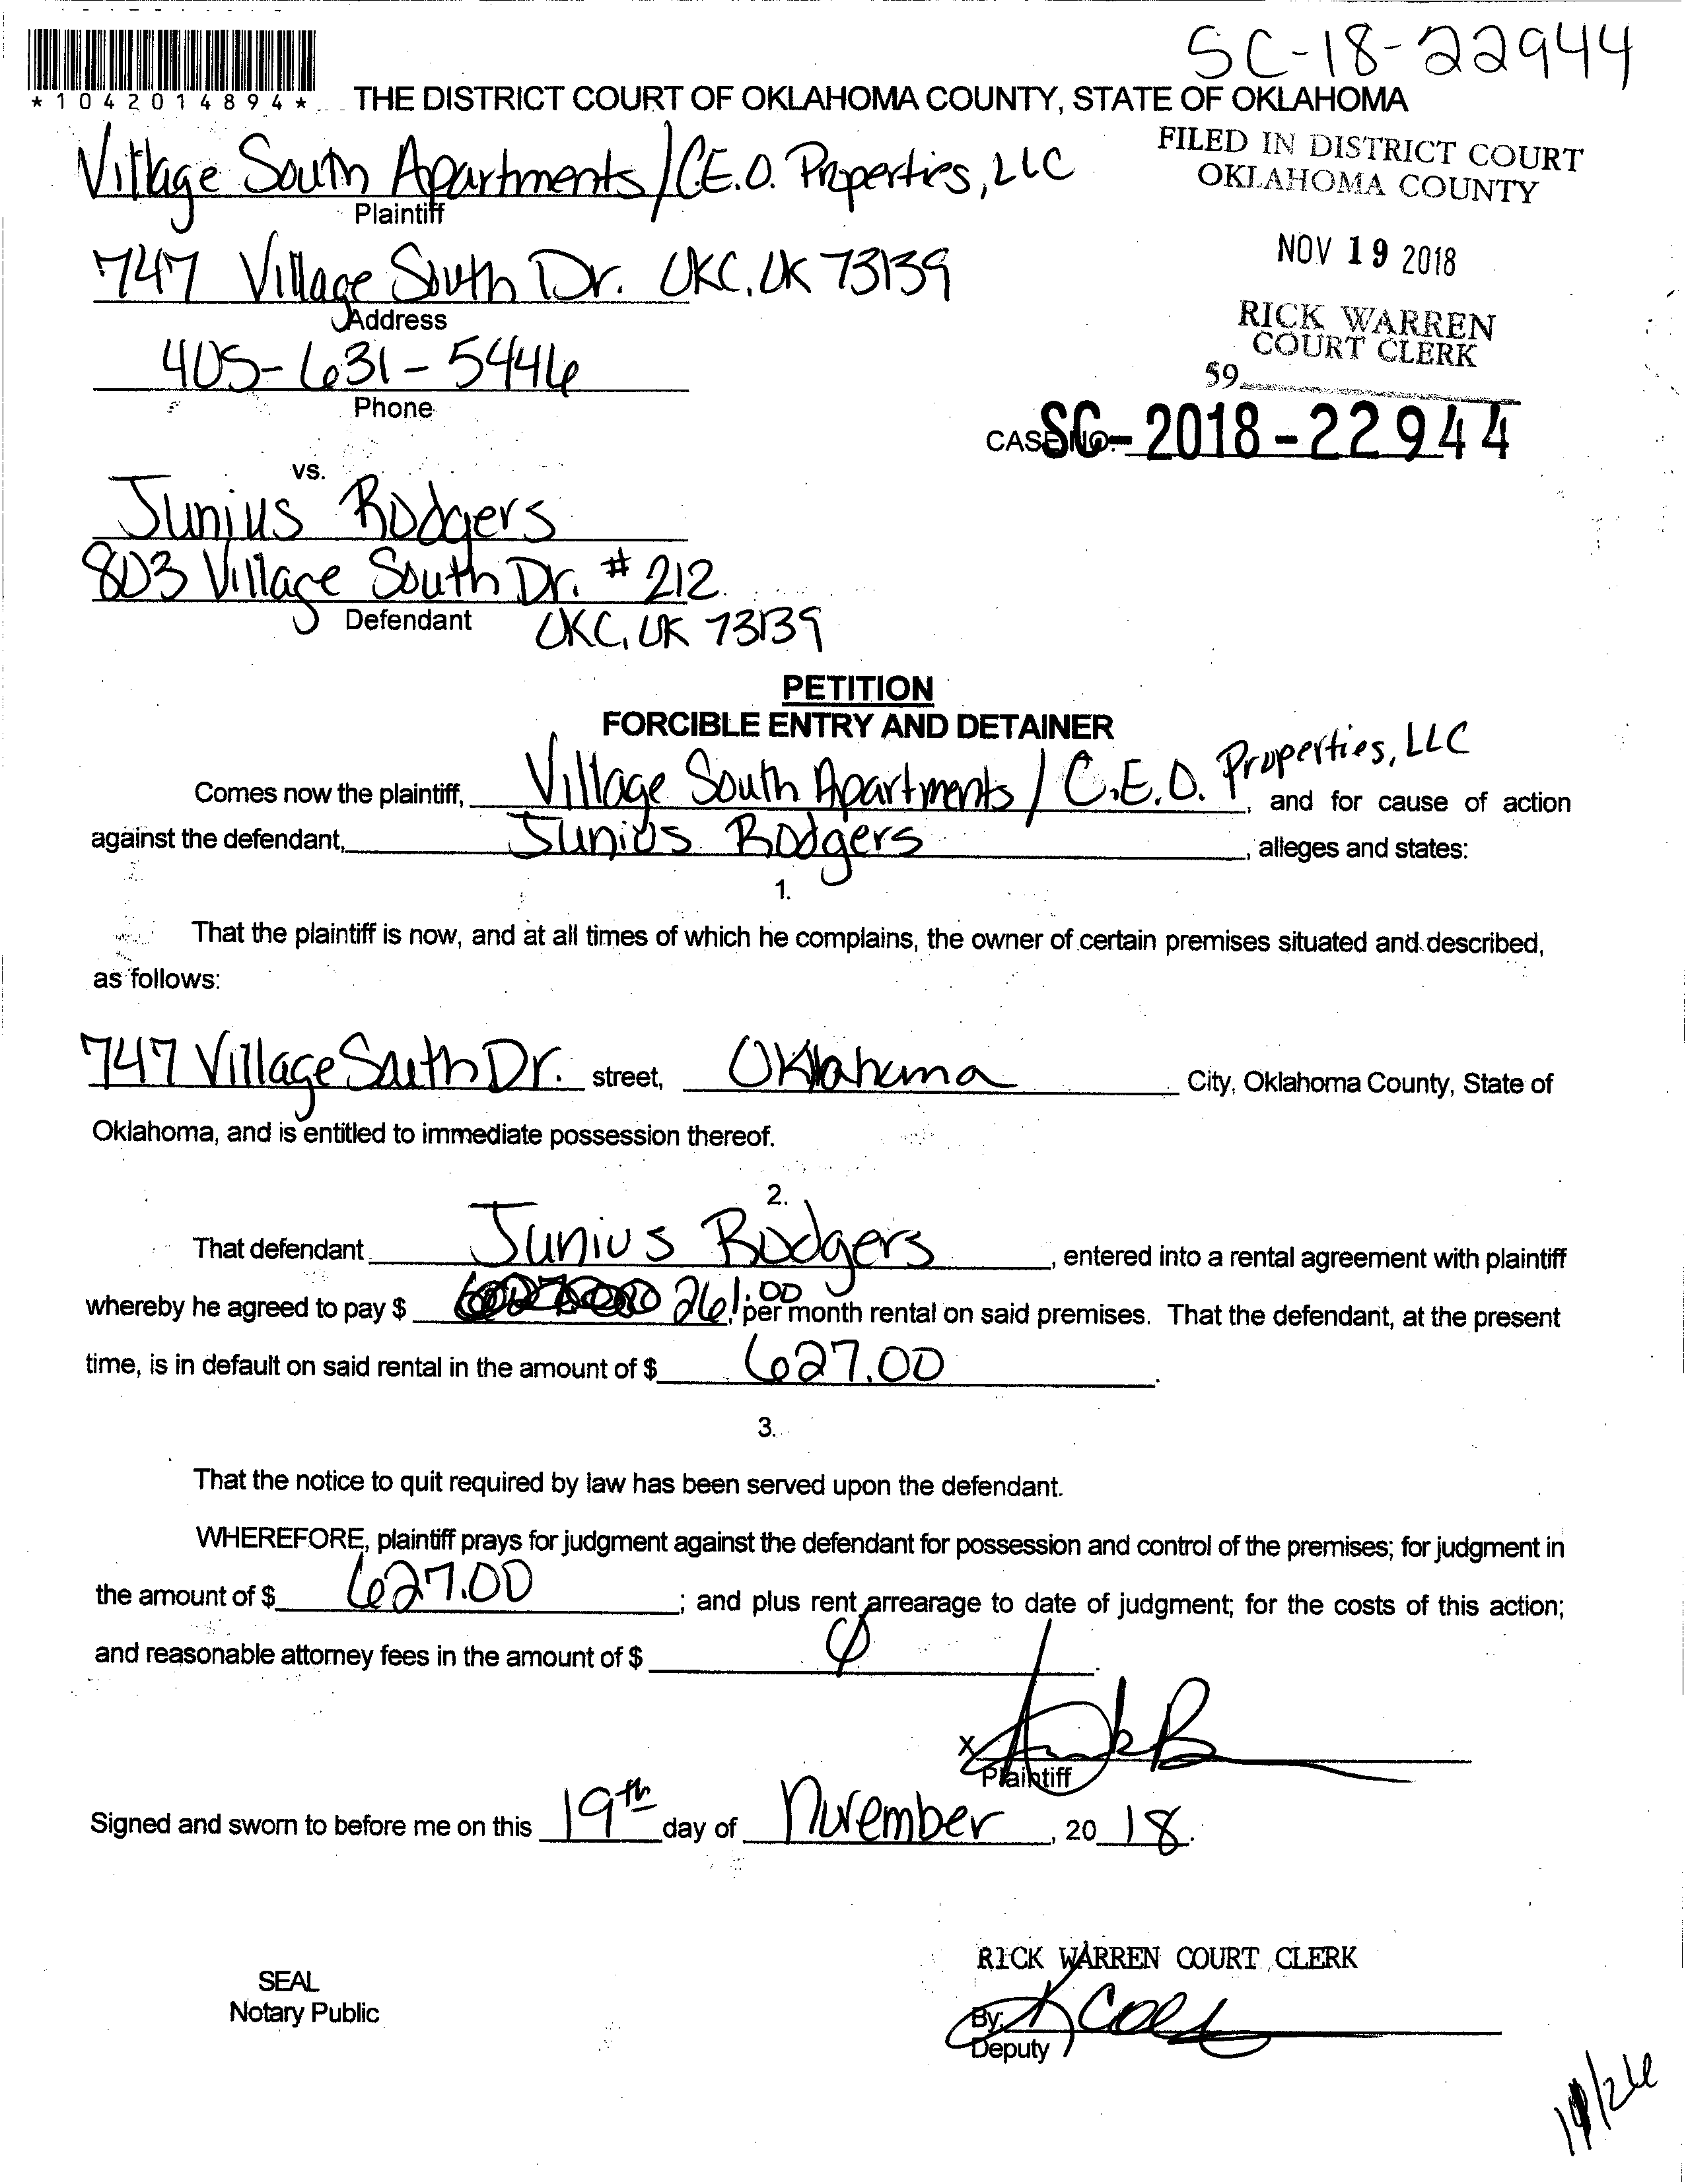 SC-18-22944
*1042014894*
THE DISTRICT COURT OF OKLAHOMA COUNTY, STATE OF OKLAHOMA
Village South Apartments/C.E.O. Properties, LLC
Plaintiff
FILED IN DISTRICT COURT
OKLAHOMA COUNTY
747 Village South Dr. OKC, OK 73139
Address
NOV 19 2018
RICK WARREN
COURT CLERK
405-631-5446
Phone
59
CASE NO. SC-2018-22944
vs.
Junius Rodgers
803 Village South Dr. #212
Defendant OKC, OK 73139
PETITION
FORCIBLE ENTRY AND DETAINER
Comes now the plaintiff, Village South Apartments / C.E.O. Properties, LLC, and for cause of action
against the defendant, Junius Rodgers, alleges and states:
1.
That the plaintiff is now, and at all times of which he complains, the owner of certain premises situated and described,
as follows:
747 Village South Dr. street, Oklahoma City, Oklahoma County, State of
Oklahoma, and is entitled to immediate possession thereof.
2.
That defendant Junius Rodgers, entered into a rental agreement with plaintiff
whereby he agreed to pay $ 261.00, per month rental on said premises. That the defendant, at the present
time, is in default on said rental in the amount of $ 627.00.
3.
That the notice to quit required by law has been served upon the defendant.
WHEREFORE, plaintiff prays for judgment against the defendant for possession and control of the premises; for judgment in
the amount of $ 627.00; and plus rent arrearage to date of judgment; for the costs of this action;
and reasonable attorney fees in the amount of $ ∅.
X
Plaintiff
Signed and sworn to before me on this 19th day of November, 2018.
RICK WARREN COURT CLERK
SEAL
Notary Public
By:
Deputy